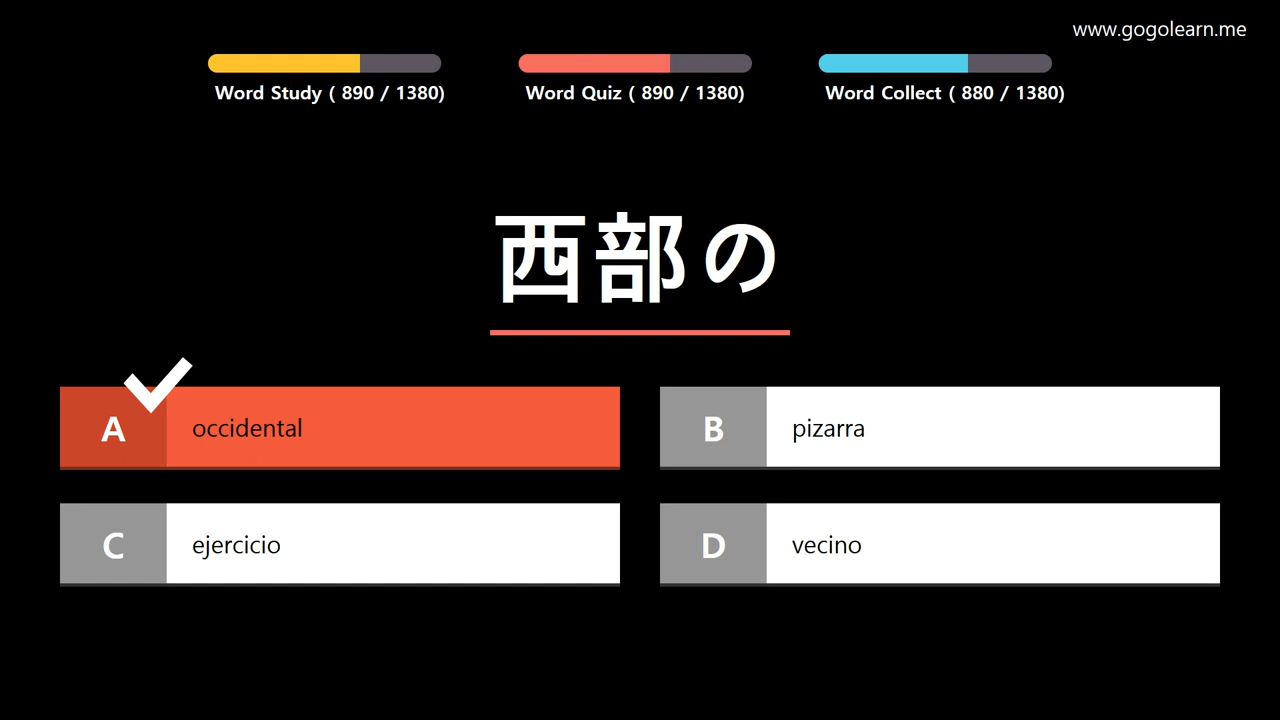 www.gogolearn.me
Word Study ( 890 / 1380)
Word Quiz ( 890 / 1380)
Word Collect ( 880 / 1380)
西部の
A occidental
B pizarra
C ejercicio
D vecino